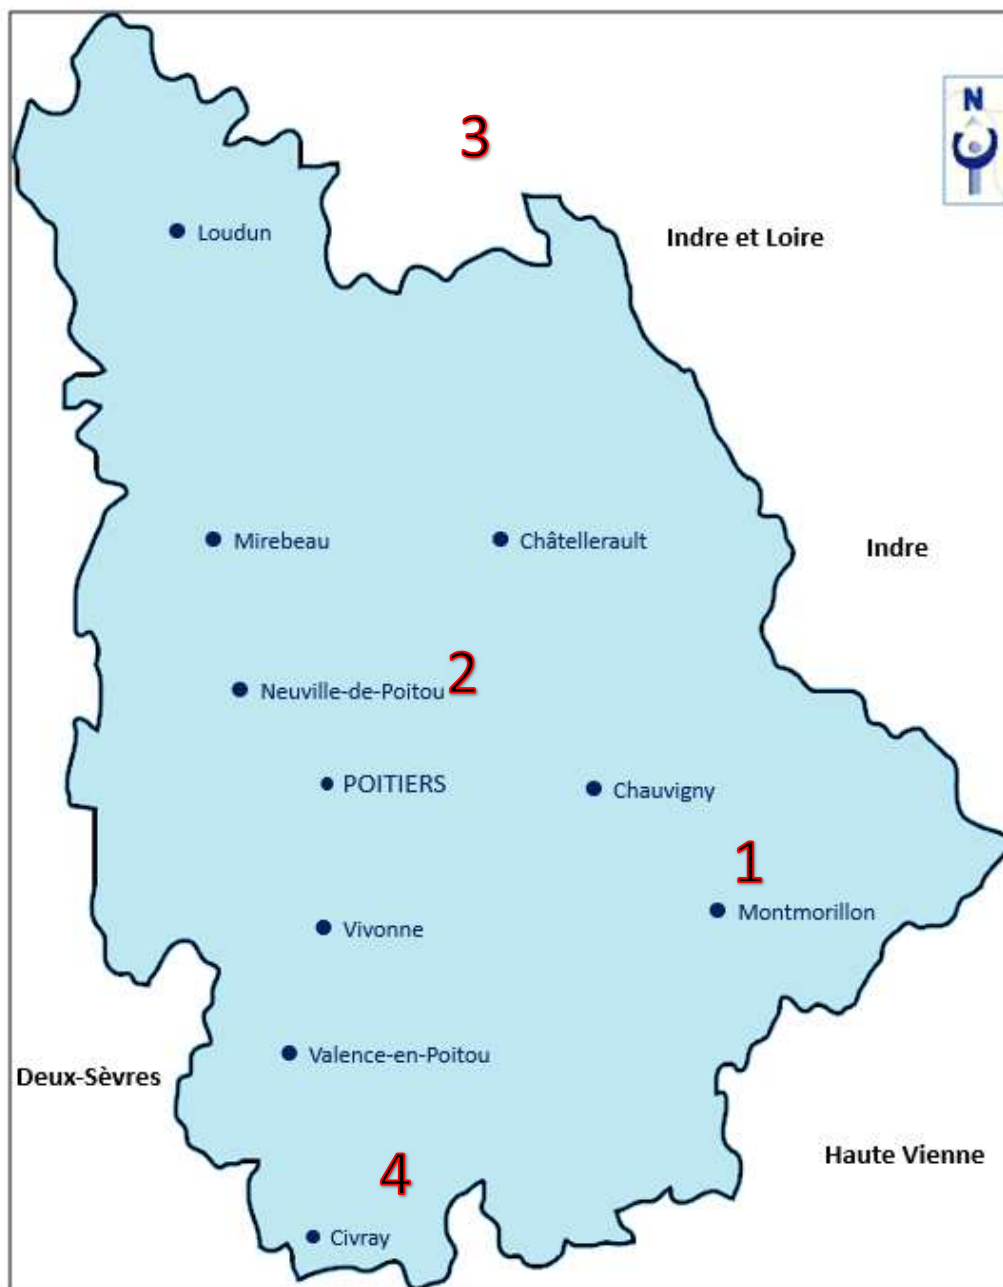 N
3
Loudun
Indre et Loire
Mirebeau
Châtellerault
Indre
2
Neuville-de-Poitou
POITIERS
Chauvigny
1
Montmorillon
Vivonne
Valence-en-Poitou
Deux-Sèvres
Haute Vienne
4
Civray